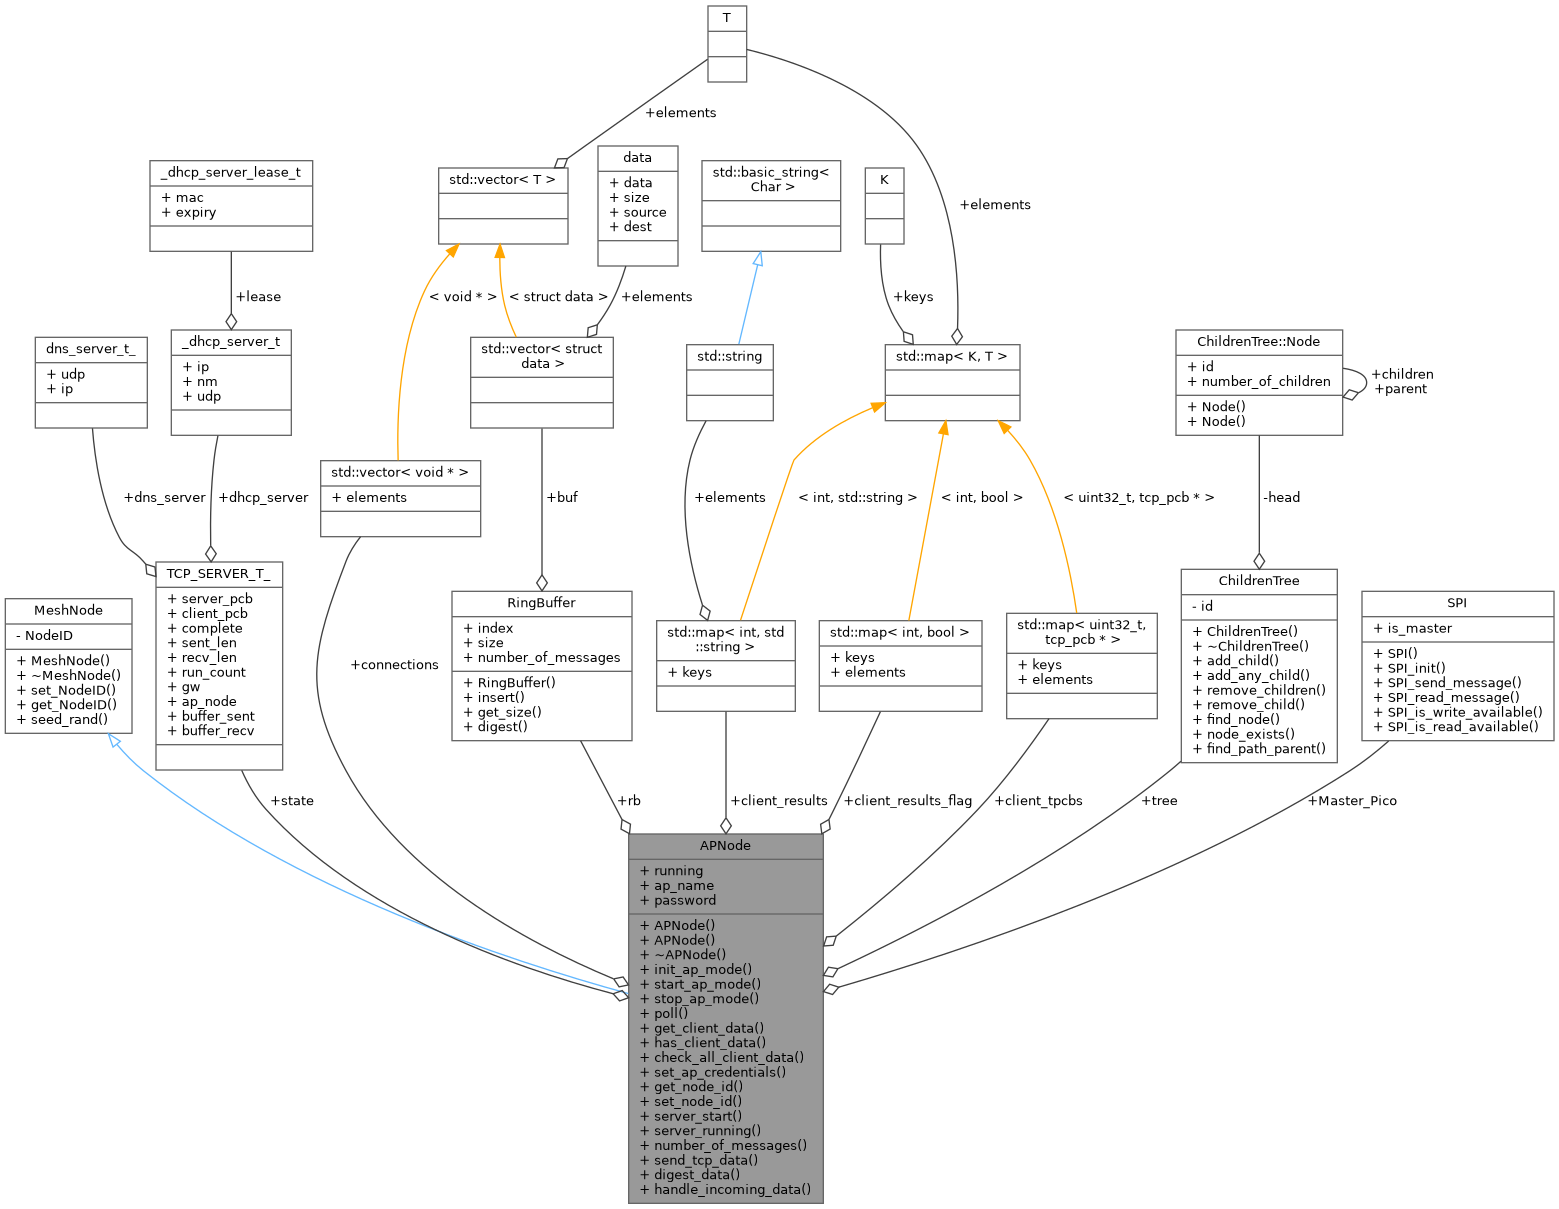 T
+elements
_dhcp_server_lease_t
+ mac
+ expiry
std::vector< T >
data
+ data
+ size
+ source
+ dest
std::basic_string<
Char >
K
+elements
+lease
< void * >
< struct data >
+elements
+keys
dns_server_t_
+ udp
+ ip
_dhcp_server_t
+ ip
+ nm
+ udp
std::vector< struct
data >
std::string
std::map< K, T >
ChildrenTree::Node
+ id
+ number_of_children
+ Node()
+ Node()
+children
+parent
std::vector< void * >
+ elements
+dns_server
+dhcp_server
+buf
+elements
< int, std::string >
< int, bool >
< uint32_t, tcp_pcb * >
-head
MeshNode
- NodeID
+ MeshNode()
+ ~MeshNode()
+ set_NodeID()
+ get_NodeID()
+ seed_rand()
TCP_SERVER_T_
+ server_pcb
+ client_pcb
+ complete
+ sent_len
+ recv_len
+ run_count
+ gw
+ ap_node
+ buffer_sent
+ buffer_recv
+connections
RingBuffer
+ index
+ size
+ number_of_messages
+ RingBuffer()
+ insert()
+ get_size()
+ digest()
std::map< int, std
::string >
+ keys
std::map< int, bool >
+ keys
+ elements
std::map< uint32_t,
tcp_pcb * >
+ keys
+ elements
ChildrenTree
- id
+ ChildrenTree()
+ ~ChildrenTree()
+ add_child()
+ add_any_child()
+ remove_children()
+ remove_child()
+ find_node()
+ node_exists()
+ find_path_parent()
SPI
+ is_master
+ SPI()
+ SPI_init()
+ SPI_send_message()
+ SPI_read_message()
+ SPI_is_write_available()
+ SPI_is_read_available()
+state
+rb
+client_results
+client_results_flag
+client_tpcbs
+tree
+Master_Pico
APNode
+ running
+ ap_name
+ password
+ APNode()
+ APNode()
+ ~APNode()
+ init_ap_mode()
+ start_ap_mode()
+ stop_ap_mode()
+ poll()
+ get_client_data()
+ has_client_data()
+ check_all_client_data()
+ set_ap_credentials()
+ get_node_id()
+ set_node_id()
+ server_start()
+ server_running()
+ number_of_messages()
+ send_tcp_data()
+ digest_data()
+ handle_incoming_data()